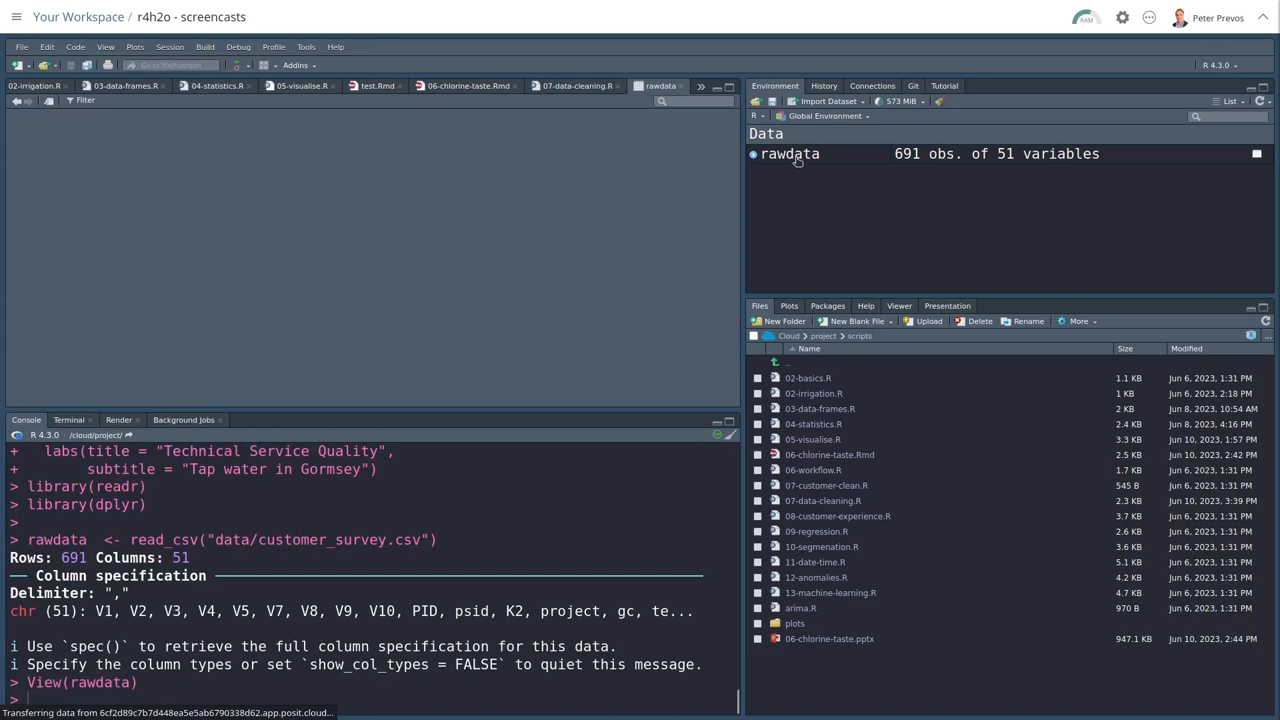 Your Workspace / r4h2o - screencasts
RAM
Peter Prevos
File Edit Code View Plots Session Build Debug Profile Tools Help
Go to file/function Addins R 4.3.0
02-irrigation.R 03-data-frames.R 04-statistics.R 05-visualise.R test.Rmd 06-chlorine-taste.Rmd 07-data-cleaning.R rawdata
Filter
Environment History Connections Git Tutorial
Import Dataset 573 MiB List
R Global Environment
Data
rawdata 691 obs. of 51 variables
Files Plots Packages Help Viewer Presentation
New Folder New Blank File Upload Delete Rename More
Cloud project scripts
Name Size Modified
..
02-basics.R 1.1 KB Jun 6, 2023, 1:31 PM
02-irrigation.R 1 KB Jun 6, 2023, 2:18 PM
03-data-frames.R 2 KB Jun 8, 2023, 10:54 AM
04-statistics.R 2.4 KB Jun 8, 2023, 4:16 PM
05-visualise.R 3.3 KB Jun 10, 2023, 1:57 PM
06-chlorine-taste.Rmd 2.5 KB Jun 10, 2023, 2:42 PM
06-workflow.R 1.7 KB Jun 6, 2023, 1:31 PM
07-customer-clean.R 545 B Jun 6, 2023, 1:31 PM
07-data-cleaning.R 2.3 KB Jun 10, 2023, 3:39 PM
08-customer-experience.R 3.7 KB Jun 6, 2023, 1:31 PM
09-regression.R 2.6 KB Jun 6, 2023, 1:31 PM
10-segmenation.R 3.6 KB Jun 6, 2023, 1:31 PM
11-date-time.R 5.1 KB Jun 6, 2023, 1:31 PM
12-anomalies.R 4.2 KB Jun 6, 2023, 1:31 PM
13-machine-learning.R 4.7 KB Jun 6, 2023, 1:31 PM
arima.R 970 B Jun 6, 2023, 1:31 PM
plots
06-chlorine-taste.pptx 947.1 KB Jun 10, 2023, 2:44 PM
Console Terminal Render Background Jobs
R 4.3.0 · /cloud/project/
+ labs(title = "Technical Service Quality",
+ subtitle = "Tap water in Gormsey")
> library(readr)
> library(dplyr)
>
> rawdata <- read_csv("data/customer_survey.csv")
Rows: 691 Columns: 51
── Column specification ────────
Delimiter: ","
chr (51): V1, V2, V3, V4, V5, V7, V8, V9, V10, PID, psid, K2, project, gc, te...

i Use `spec()` to retrieve the full column specification for this data.
i Specify the column types or set `show_col_types = FALSE` to quiet this message.
> View(rawdata)
>
Transferring data from 6cf2d89c7b7d448ea5e5ab6790338d62.app.posit.cloud...